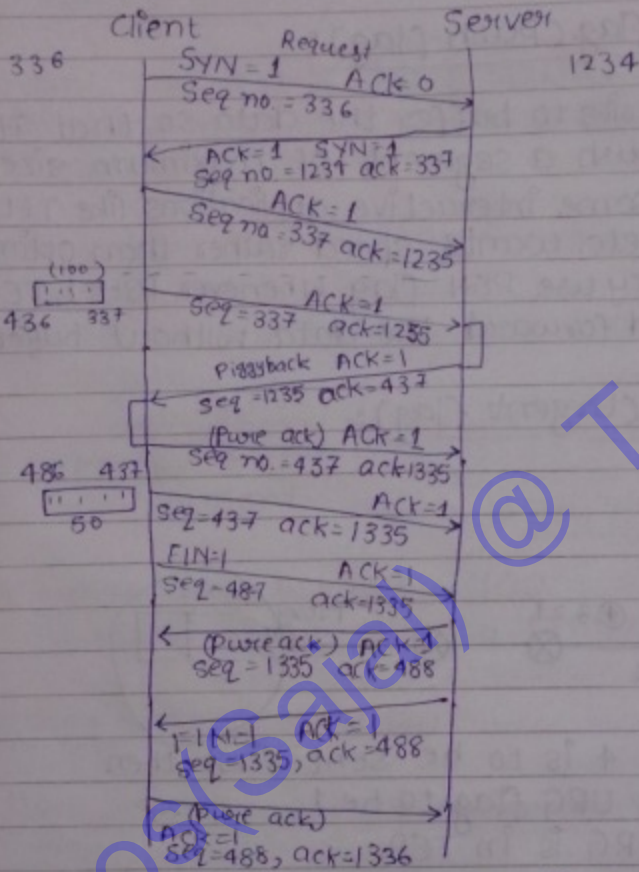 Client Server
Request
336 1234
SYN=1 ACK=0
Seq no.=336
ACK=1 SYN=1
Seq no.=1234 ack=337
ACK=1
Seq no=337 ack=1235
(100)
436 337
ACK=1
Seq=337 ack=1235
Piggyback ACK=1
seq=1235 ack=437
(Pure ack) ACK=1
seq no.=437 ack1335
486 437
50
ACK=1
seq=437 ack=1335
FIN=1 ACK=1
seq=487 ack=1335
(Pure ack) ACK=1
seq=1335 ack=488
FIN=1 ACK=1
seq=1335, ack=488
(Pure ack)
ACK=1
seq=488, ack=1336
os(Sajal) @ T